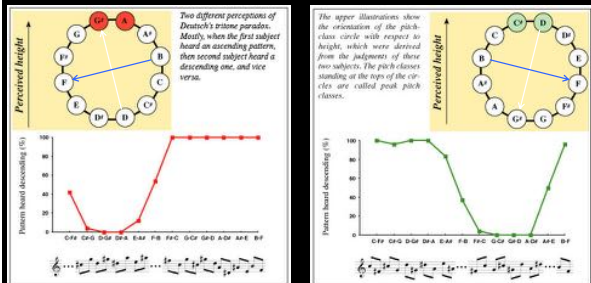 Two different perceptions of
Deutsch's tritone paradox.
Mostly, when the first subject
heard an ascending pattern,
then second subject heard a
descending one, and vice
versa.
Perceived height
G♯
A
G
A♯
F♯
B
F
C
E
C♯
D♯
D
Pattern heard descending (%)
100
80
60
40
20
0
C-F♯ C♯-G D-G♯ D♯-A E-A♯ F-B F♯-C G-C♯ G♯-D A-D♯ A♯-E B-F
The upper illustrations show
the orientation of the pitch-
class circle with respect to
height, which were derived
from the judgments of these
two subjects. The pitch classes
standing at the tops of the cir-
cles are called peak pitch
classes.
Perceived height
C♯
D
C
D♯
B
E
A♯
F
A
F♯
G♯
G
Pattern heard descending (%)
100
80
60
40
20
0
C-F♯ C♯-G D-G♯ D♯-A E-A♯ F-B F♯-C G-C♯ G♯-D A-D♯ A♯-E B-F